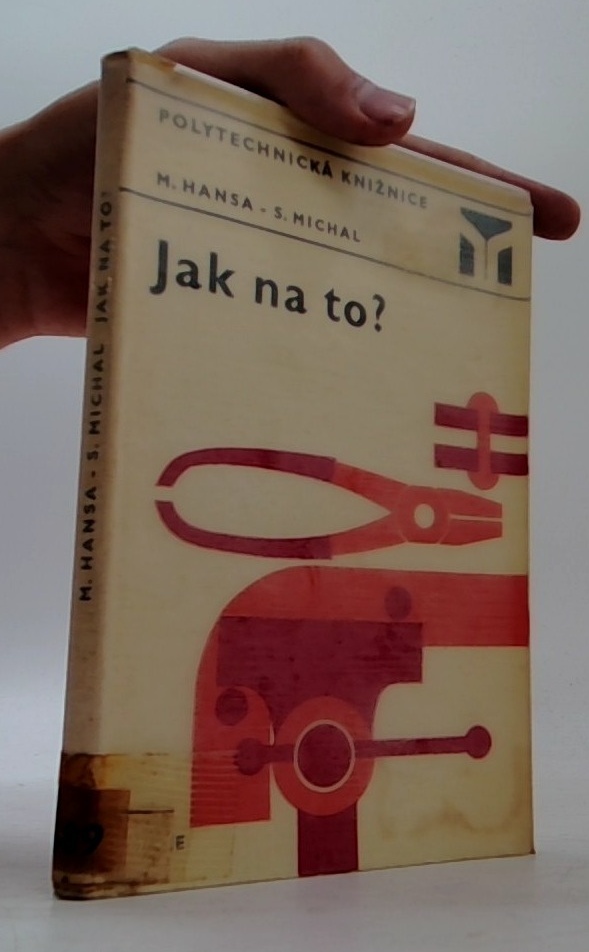 POLYTECHNICKÁ KNIŽNICE
M. HANSA - S. MICHAL
Jak na to?
M. HANSA - S. MICHAL JAK NA TO?
E